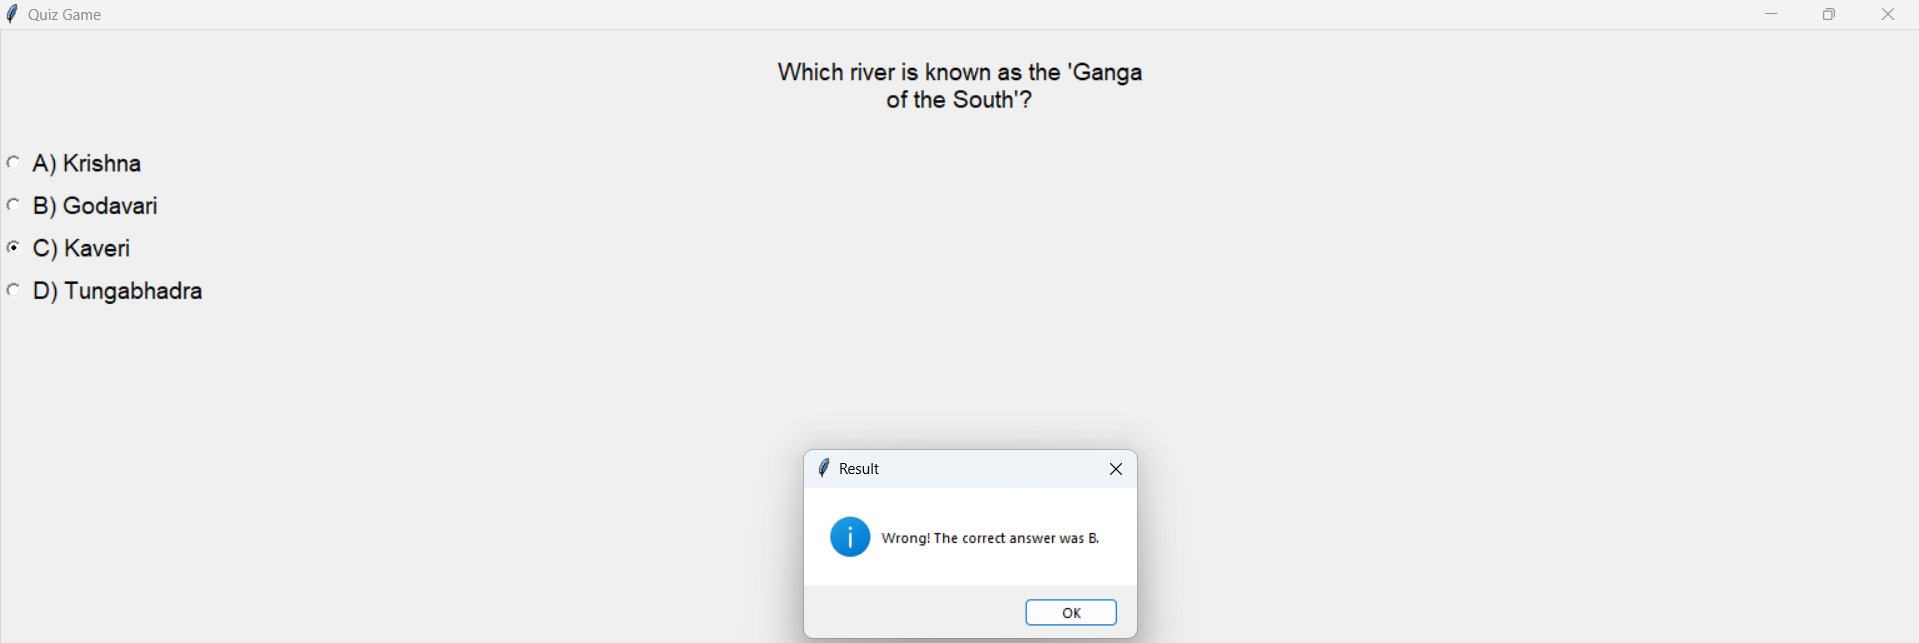 Quiz Game
Which river is known as the 'Ganga
of the South'?
A) Krishna
B) Godavari
C) Kaveri
D) Tungabhadra
Result
Wrong! The correct answer was B.
OK